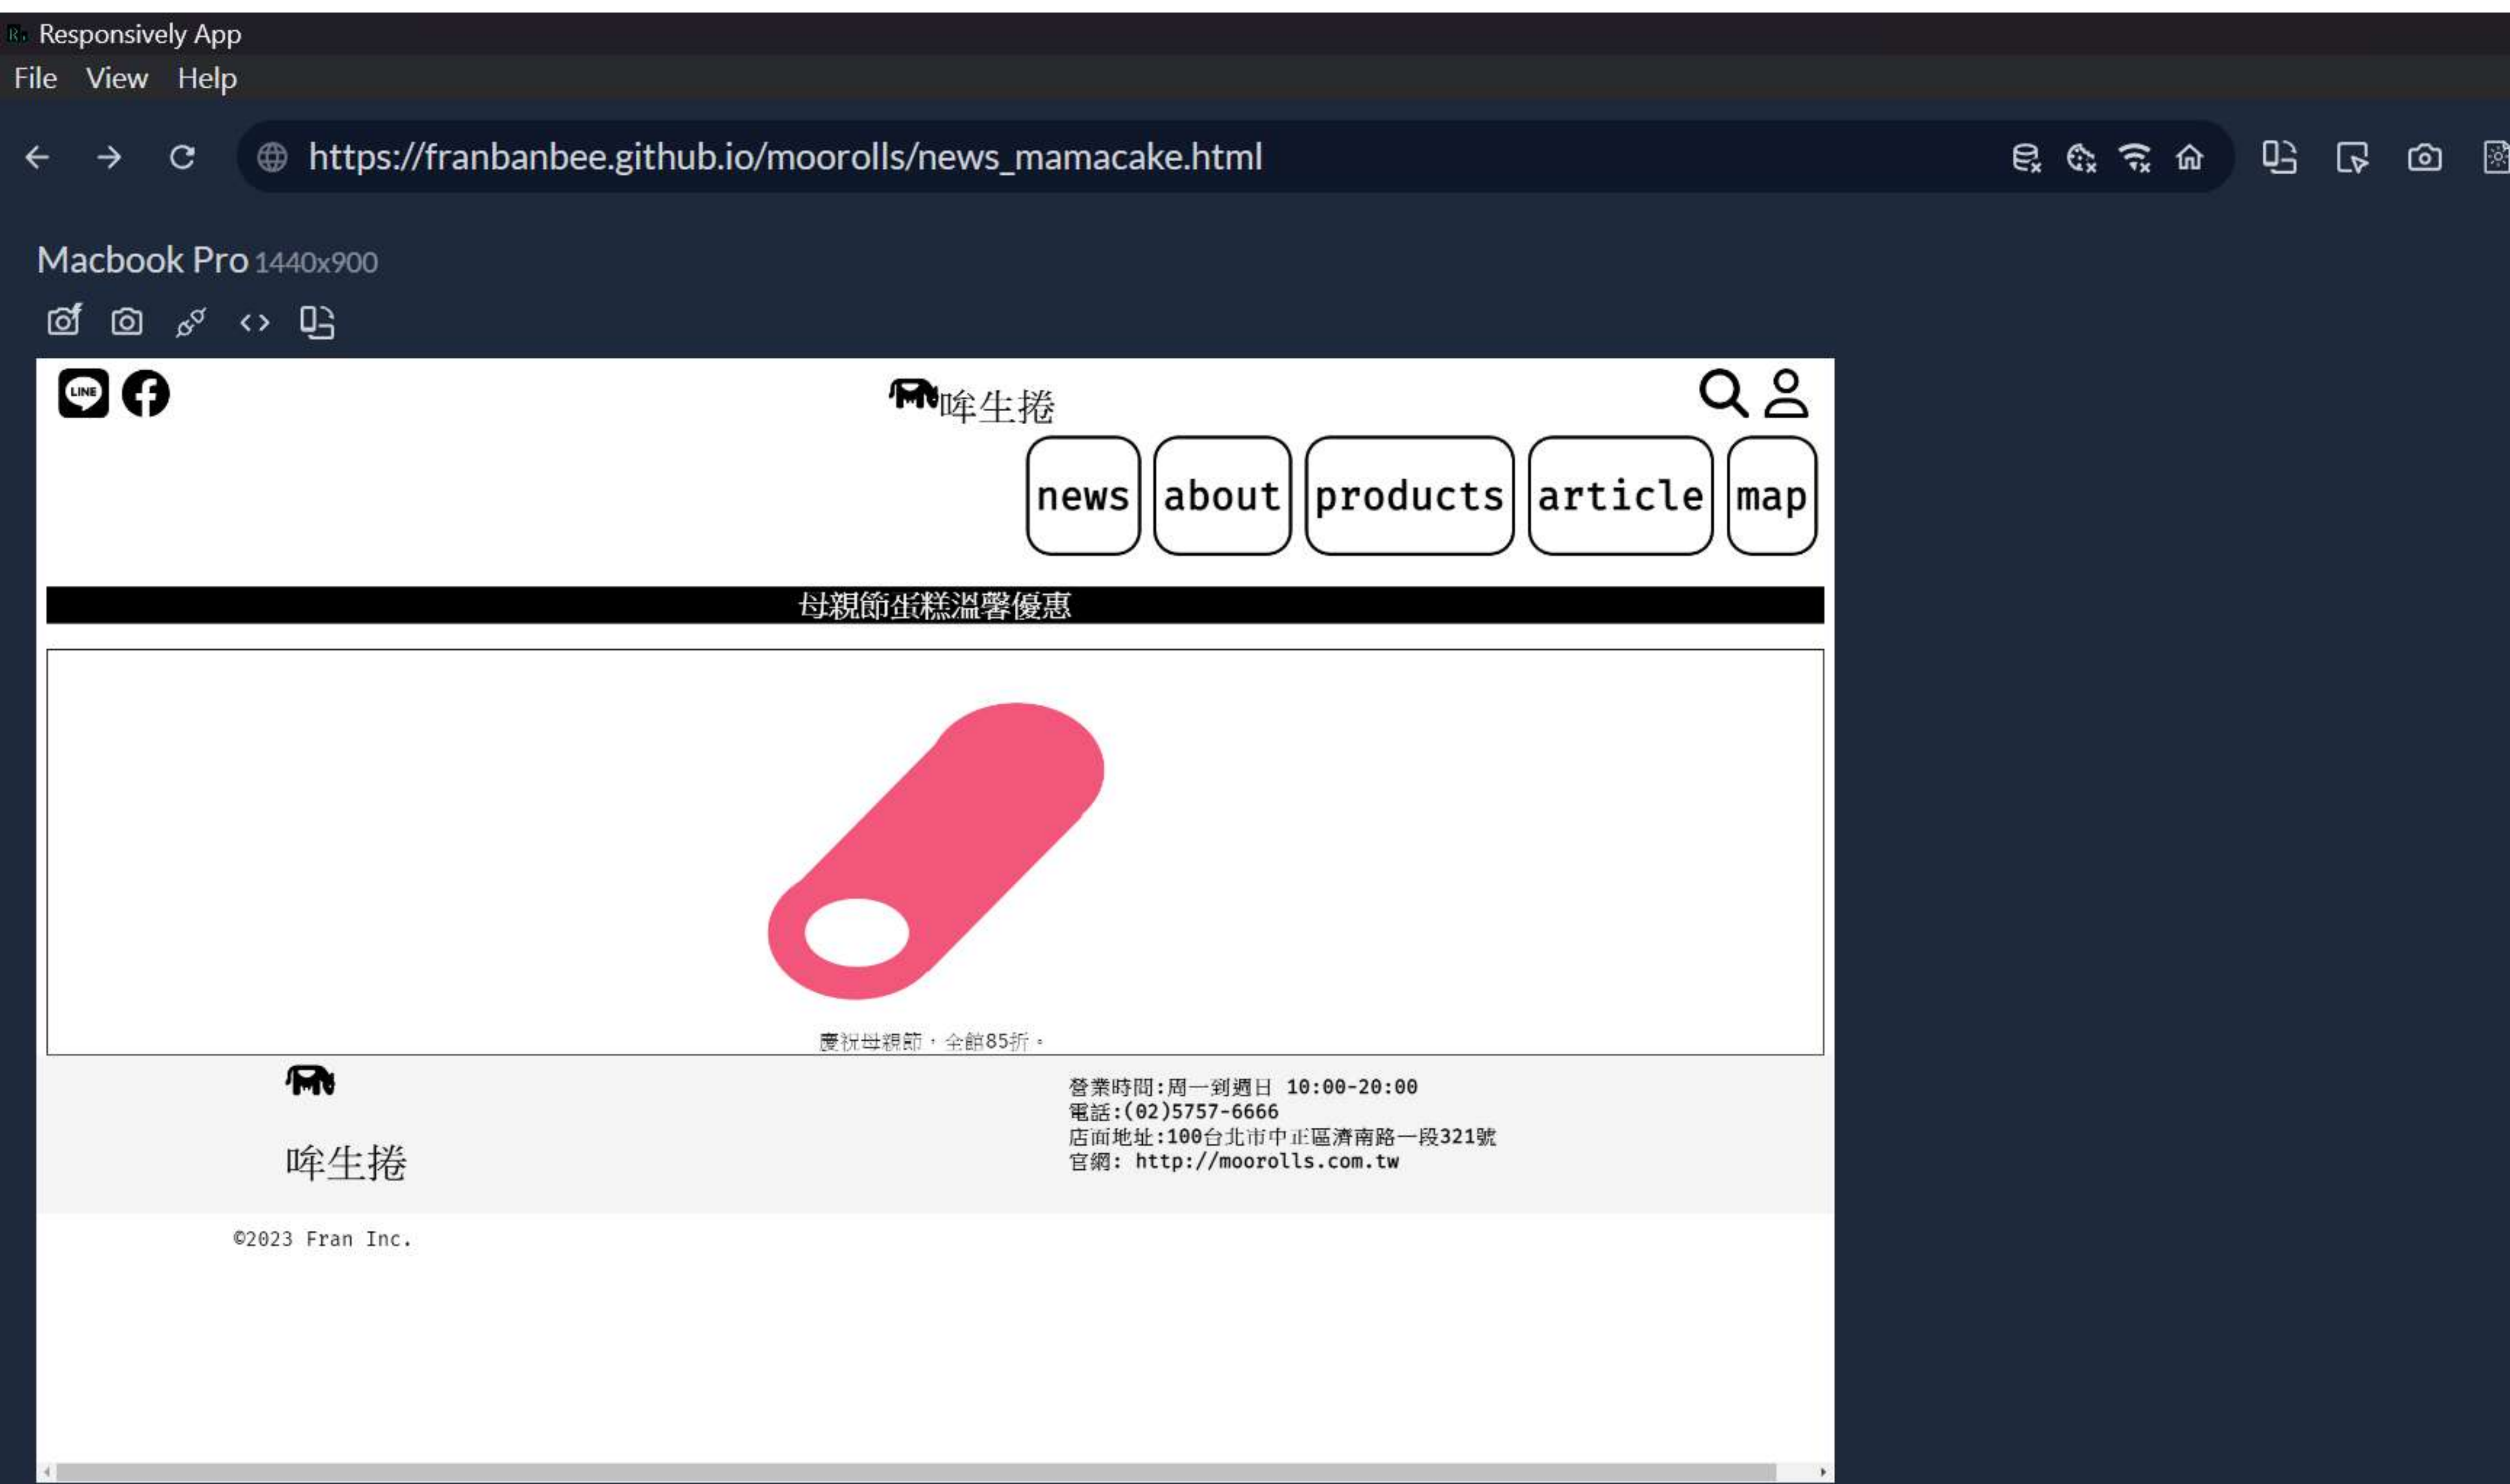 Responsively App
File View Help
https://franbanbee.github.io/moorolls/news_mamacake.html
Macbook Pro 1440x900
LINE
哞生捲
news about products article map
母親節蛋糕溫馨優惠
慶祝母親節，全館85折。
營業時間:周一到週日 10:00-20:00
電話:(02)5757-6666
店面地址:100台北市中正區濟南路一段321號
官網: http://moorolls.com.tw
哞生捲
©2023 Fran Inc.